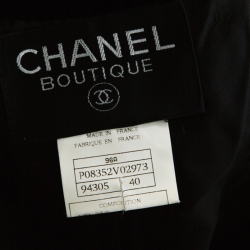 CHANEL
BOUTIQUE
MADE IN FRANCE
FABRIQUE EN FRANCE
96A
P08352V02973
94305 40
COMPOSITION